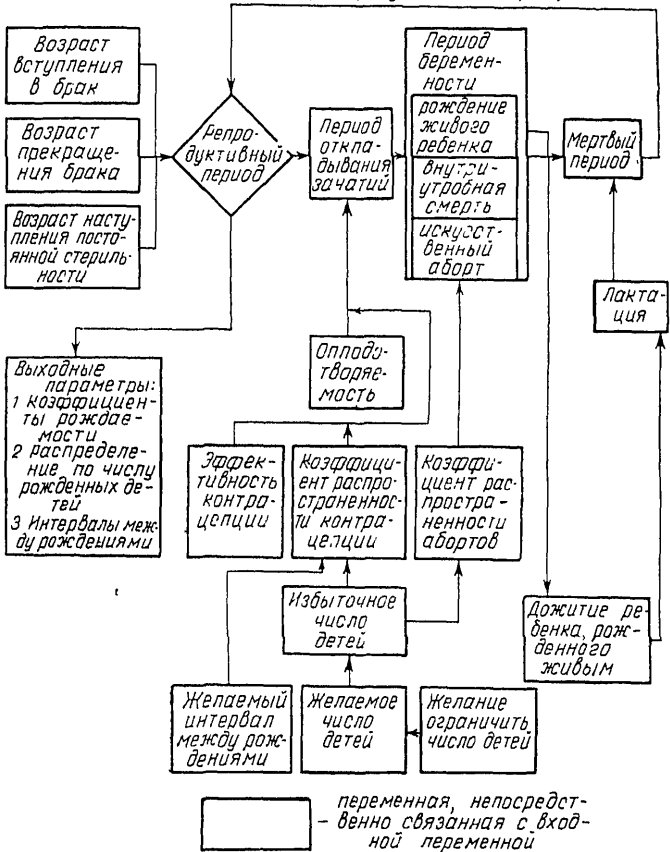 Возраст
вступления
в брак
Возраст
прекраще-
ния брака
Возраст насту-
пления посто-
янной стериль-
ности
Репро-
дуктивный
период
Период
откла-
дывания
зачатий
Период
беремен-
ности
рождение
живого
ребенка
внутри-
утробная
смерть
искусст-
венный
аборт
Мертвый
период
Лакта-
ция
Выходные
параметры:
1 коэффициен-
ты рождае-
мости
2 распределе-
ние по числу
рожденных де-
тей
3 Интервалы меж-
ду рождениями
Оплодо-
творяе-
мость
Эффек-
тивность
контра-
цепции
Коэффици-
ент распро-
страненнос-
ти контра-
цепции
Коэффи-
циент рас-
простра-
ненности
абортов
Избыточное
число
детей
Дожитие ре-
бенка, рож-
денного
живым
Желаемый
интервал
между рож-
дениями
Желаемое
число
детей
Желание
ограничить
число детей
переменная, непосредст-
- венно связанная с вход-
ной переменной